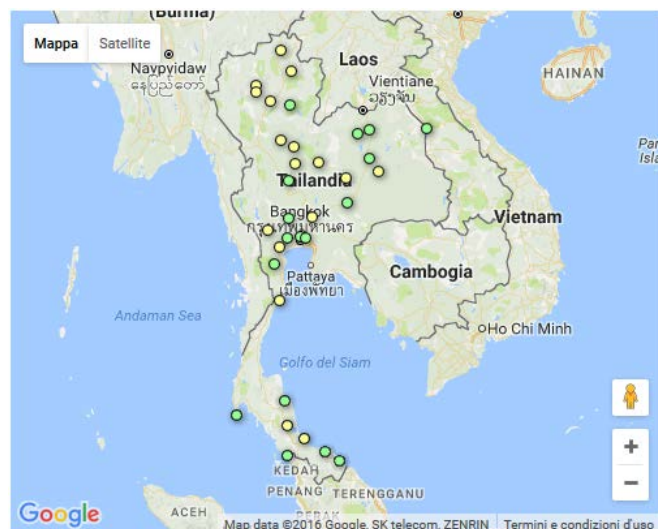 (Burma)
Mappa Satellite
Laos
Navpyidaw
နေပြည်တော်
HAINAN
Vientiane
ວຽງຈັນ
Tailandia
Bangkok
กรุงเทพมหานคร
Vietnam
Pattaya
เมืองพัทยา
Cambogia
Andaman Sea
Ho Chi Minh
Golfo del Siam
KEDAH
PENANG
TERENGGANU
ACEH
PERAK
Google
Map data ©2016 Google, SK telecom, ZENRIN Termini e condizioni d'uso